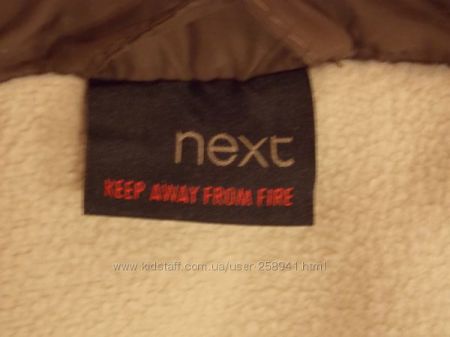 next
KEEP AWAY FROM FIRE
www.kidstaff.com.ua/user-258941.html